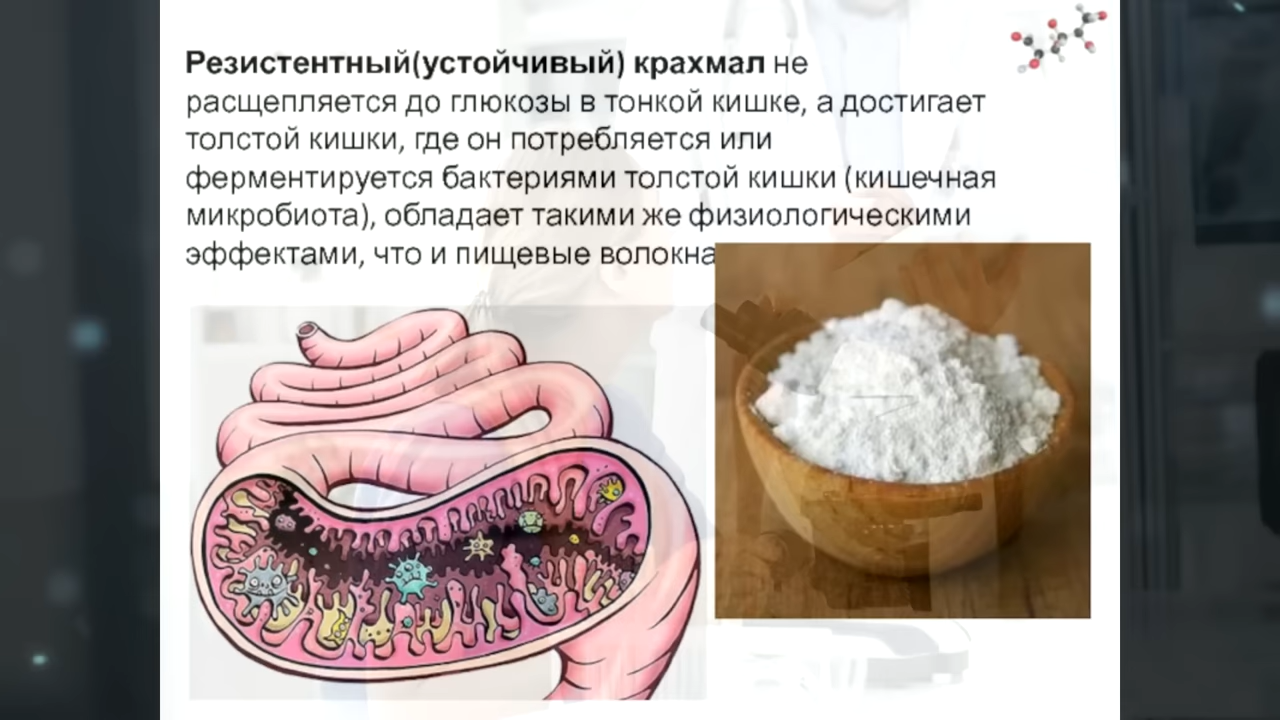 Резистентный(устойчивый) крахмал не
расщепляется до глюкозы в тонкой кишке, а достигает
толстой кишки, где он потребляется или
ферментируется бактериями толстой кишки (кишечная
микробиота), обладает такими же физиологическими
эффектами, что и пищевые волокна